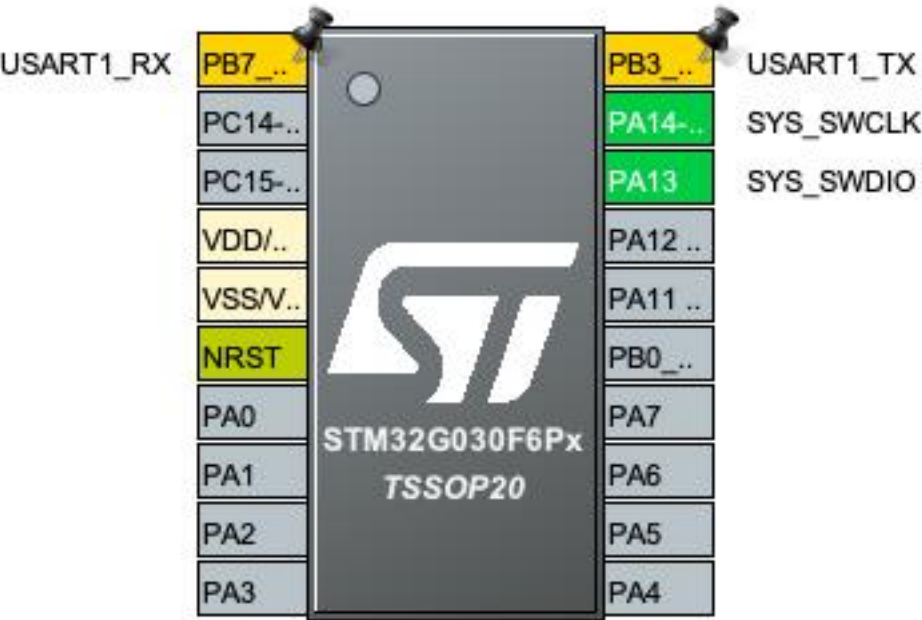 USART1_RX PB7_.. PB3_.. USART1_TX
PC14-.. PA14-.. SYS_SWCLK
PC15-.. PA13 SYS_SWDIO
VDD/.. PA12 ..
VSS/V.. PA11 ..
NRST PB0_..
PA0 PA7
STM32G030F6Px
PA1 PA6
TSSOP20
PA2 PA5
PA3 PA4